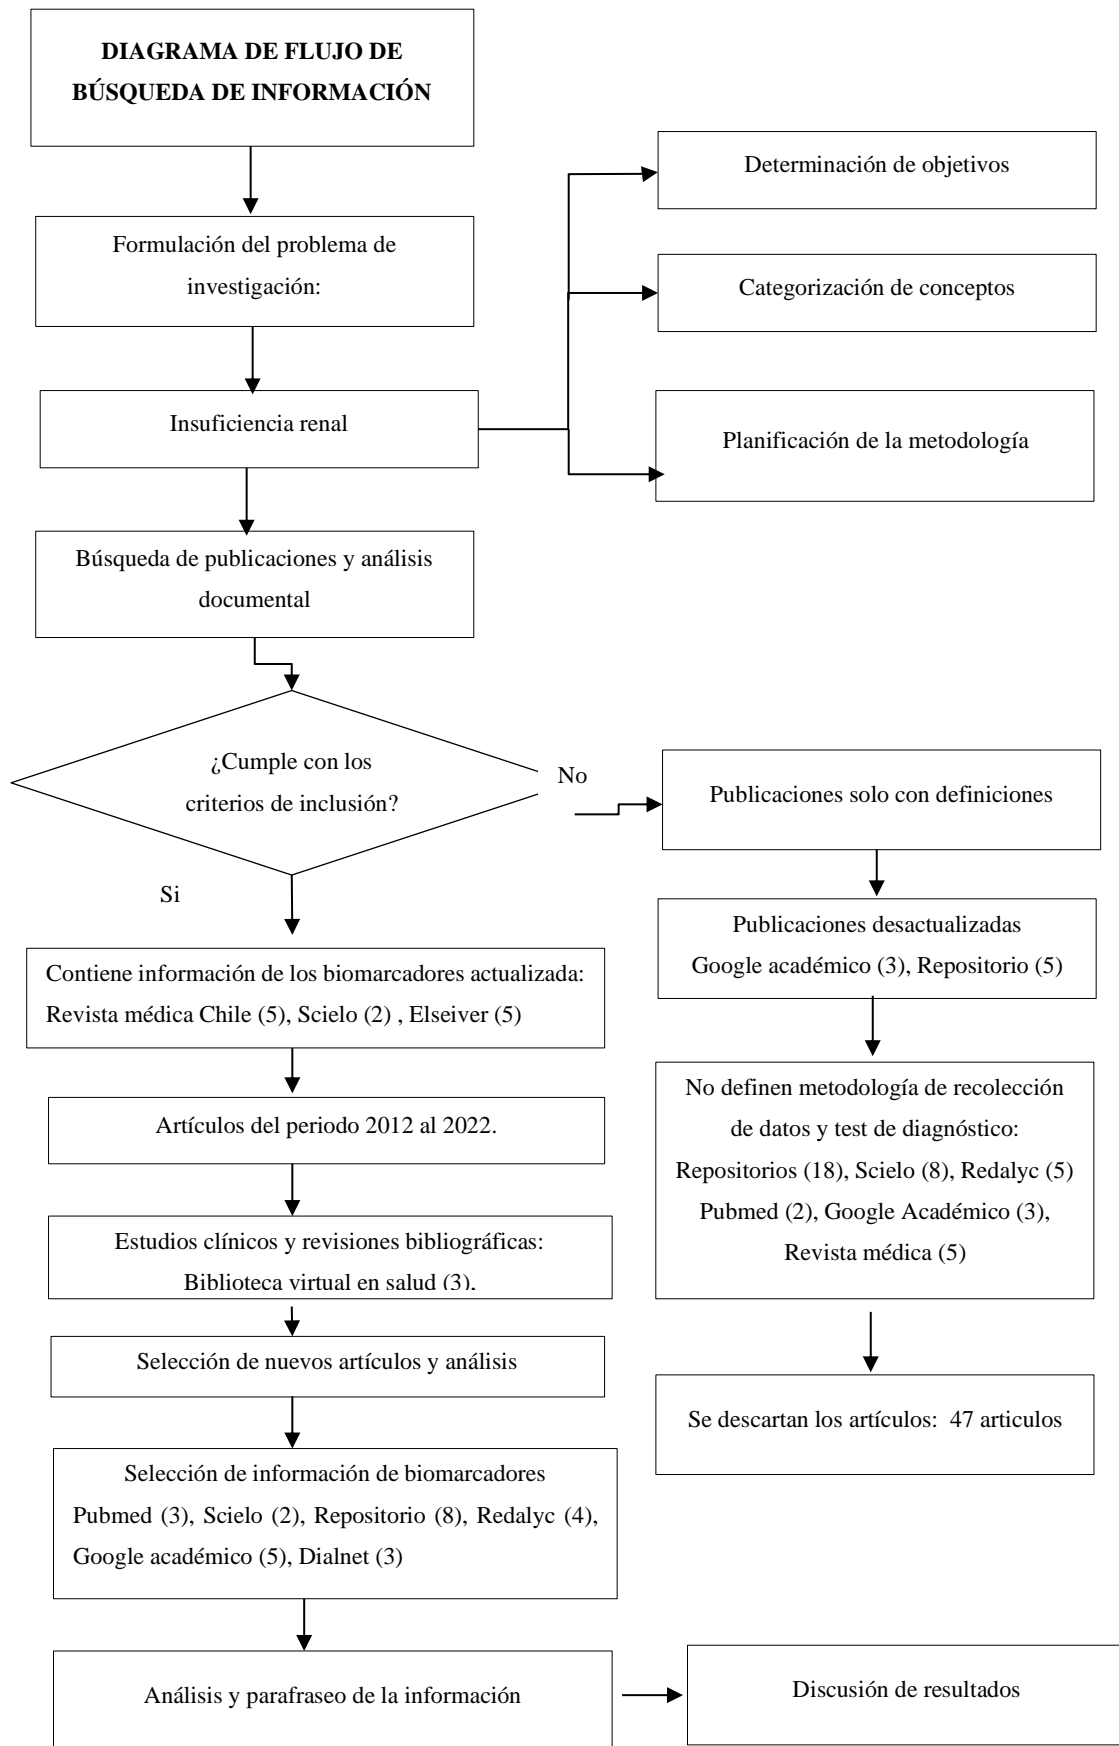 DIAGRAMA DE FLUJO DE
BÚSQUEDA DE INFORMACIÓN
Formulación del problema de
investigación:
Insuficiencia renal
Determinación de objetivos
Categorización de conceptos
Planificación de la metodología
Búsqueda de publicaciones y análisis
documental
¿Cumple con los
criterios de inclusión?
No
Publicaciones solo con definiciones
Publicaciones desactualizadas
Google académico (3), Repositorio (5)
No definen metodología de recolección
de datos y test de diagnóstico:
Repositorios (18), Scielo (8), Redalyc (5)
Pubmed (2), Google Académico (3),
Revista médica (5)
Se descartan los artículos: 47 articulos
Si
Contiene información de los biomarcadores actualizada:
Revista médica Chile (5), Scielo (2) , Elseiver (5)
Artículos del periodo 2012 al 2022.
Estudios clínicos y revisiones bibliográficas:
Biblioteca virtual en salud (3).
Selección de nuevos artículos y análisis
Selección de información de biomarcadores
Pubmed (3), Scielo (2), Repositorio (8), Redalyc (4),
Google académico (5), Dialnet (3)
Análisis y parafraseo de la información
Discusión de resultados